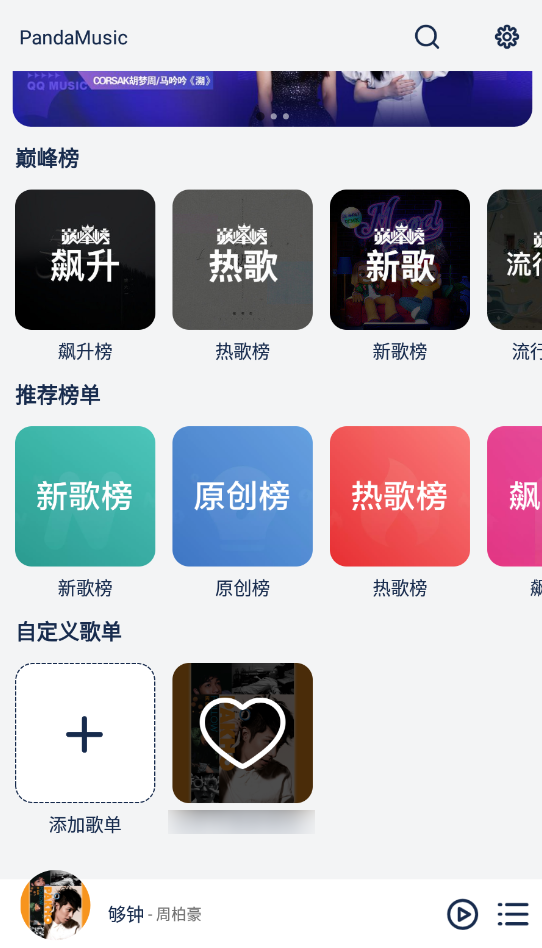 PandaMusic
QQ MUSIC
CORSAK胡梦周/马吟吟《溯》
巅峰榜
巅峰榜
飙升
巅峰榜
热歌
巅峰榜
新歌
流行
飙升榜
热歌榜
新歌榜
流行
推荐榜单
新歌榜
原创榜
热歌榜
飙
新歌榜
原创榜
热歌榜
自定义歌单
添加歌单
够钟 - 周柏豪